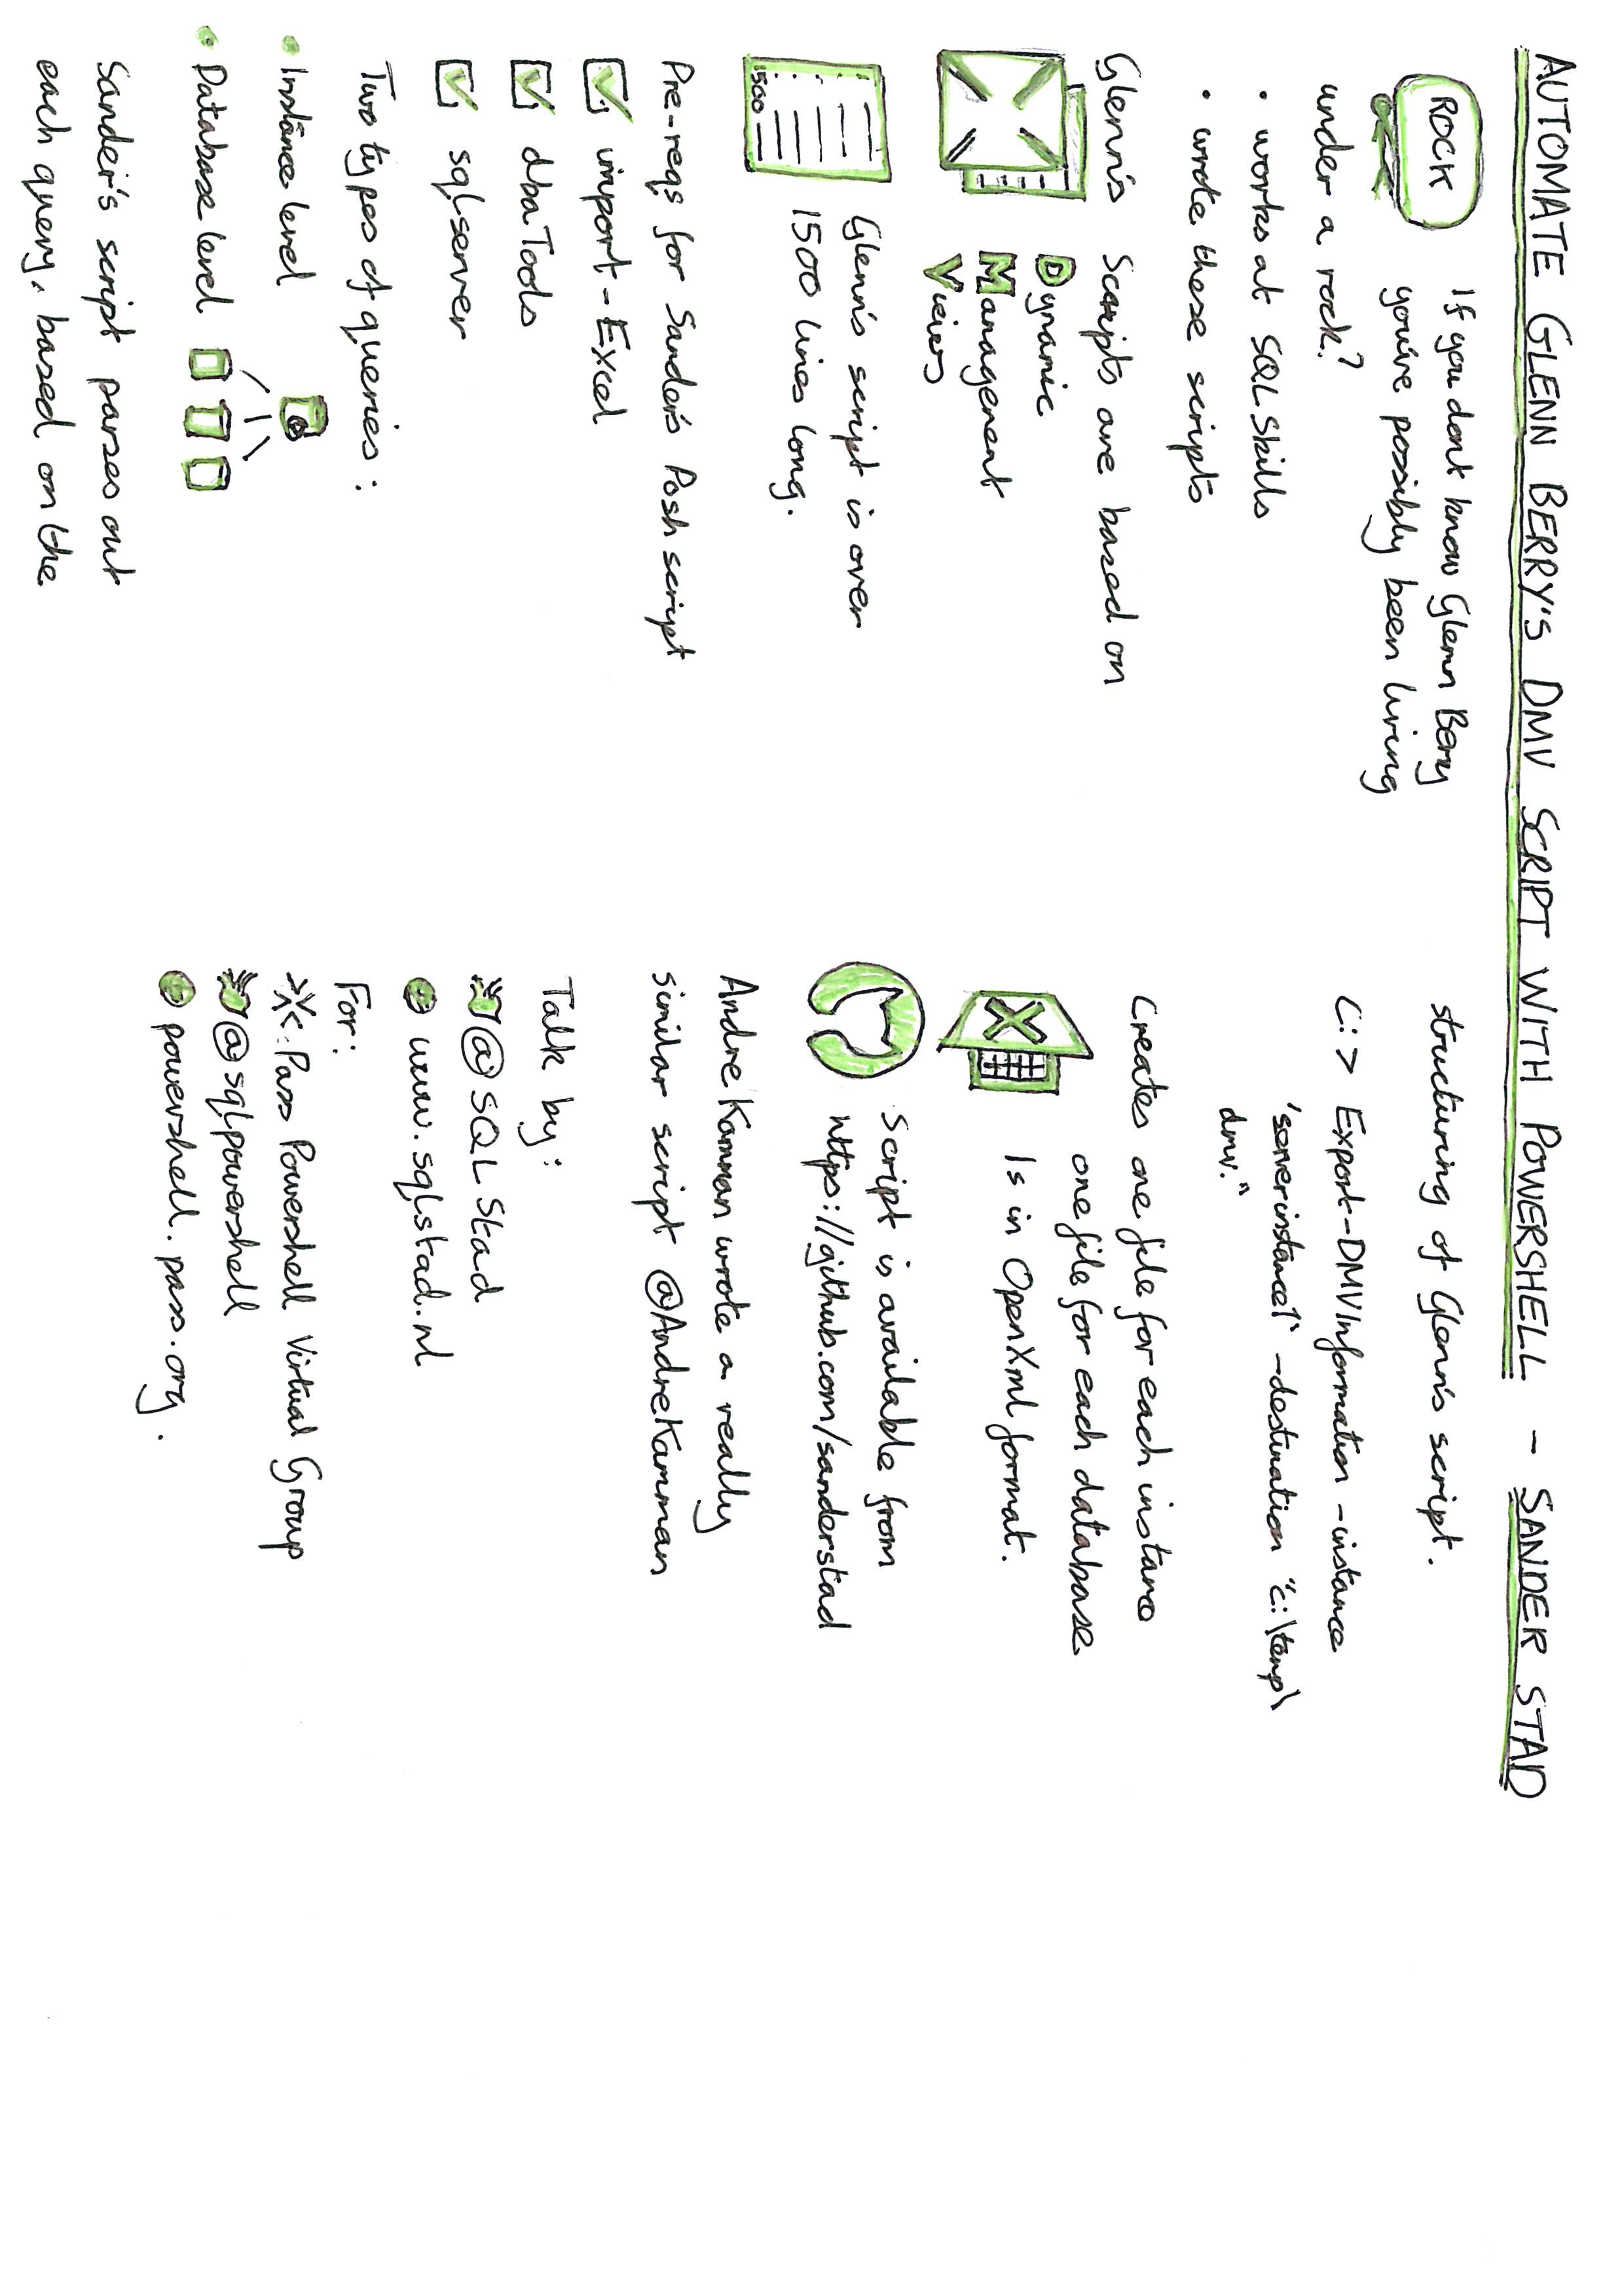 AUTOMATE GLENN BERRY'S DMV SCRIPT WITH POWERSHELL - SANDER STAD
ROCK
If you don't know Glenn Berry
you've possibly been living
under a rock?
• works at SQLSkills
• wrote these scripts
Glenn's Scripts are based on
Dynamic
Management
Views
Glenn's script is over
1500 lines long.
1500
Pre-reqs for Sander's Posh script
import-Excel
dbaTools
sqlserver
Two types of queries:
• Instance level
• Database level
Sander's script parses out
each query, based on the
structuring of Glenn's script.
C:> Export-DMVInformation -instance
'serverinstance1' -destination "c:\temp\
dmv."
Creates one file for each instance
one file for each database
Is in OpenXml format.
X
Script is available from
https://github.com/sanderstad
Andre Kamman wrote a really
similar script @AndreKamman
Talk by:
@SQLStad
www.sqlstad.nl
For:
Pass Powershell Virtual Group
@sqlpowershell
powershell.pass.org.